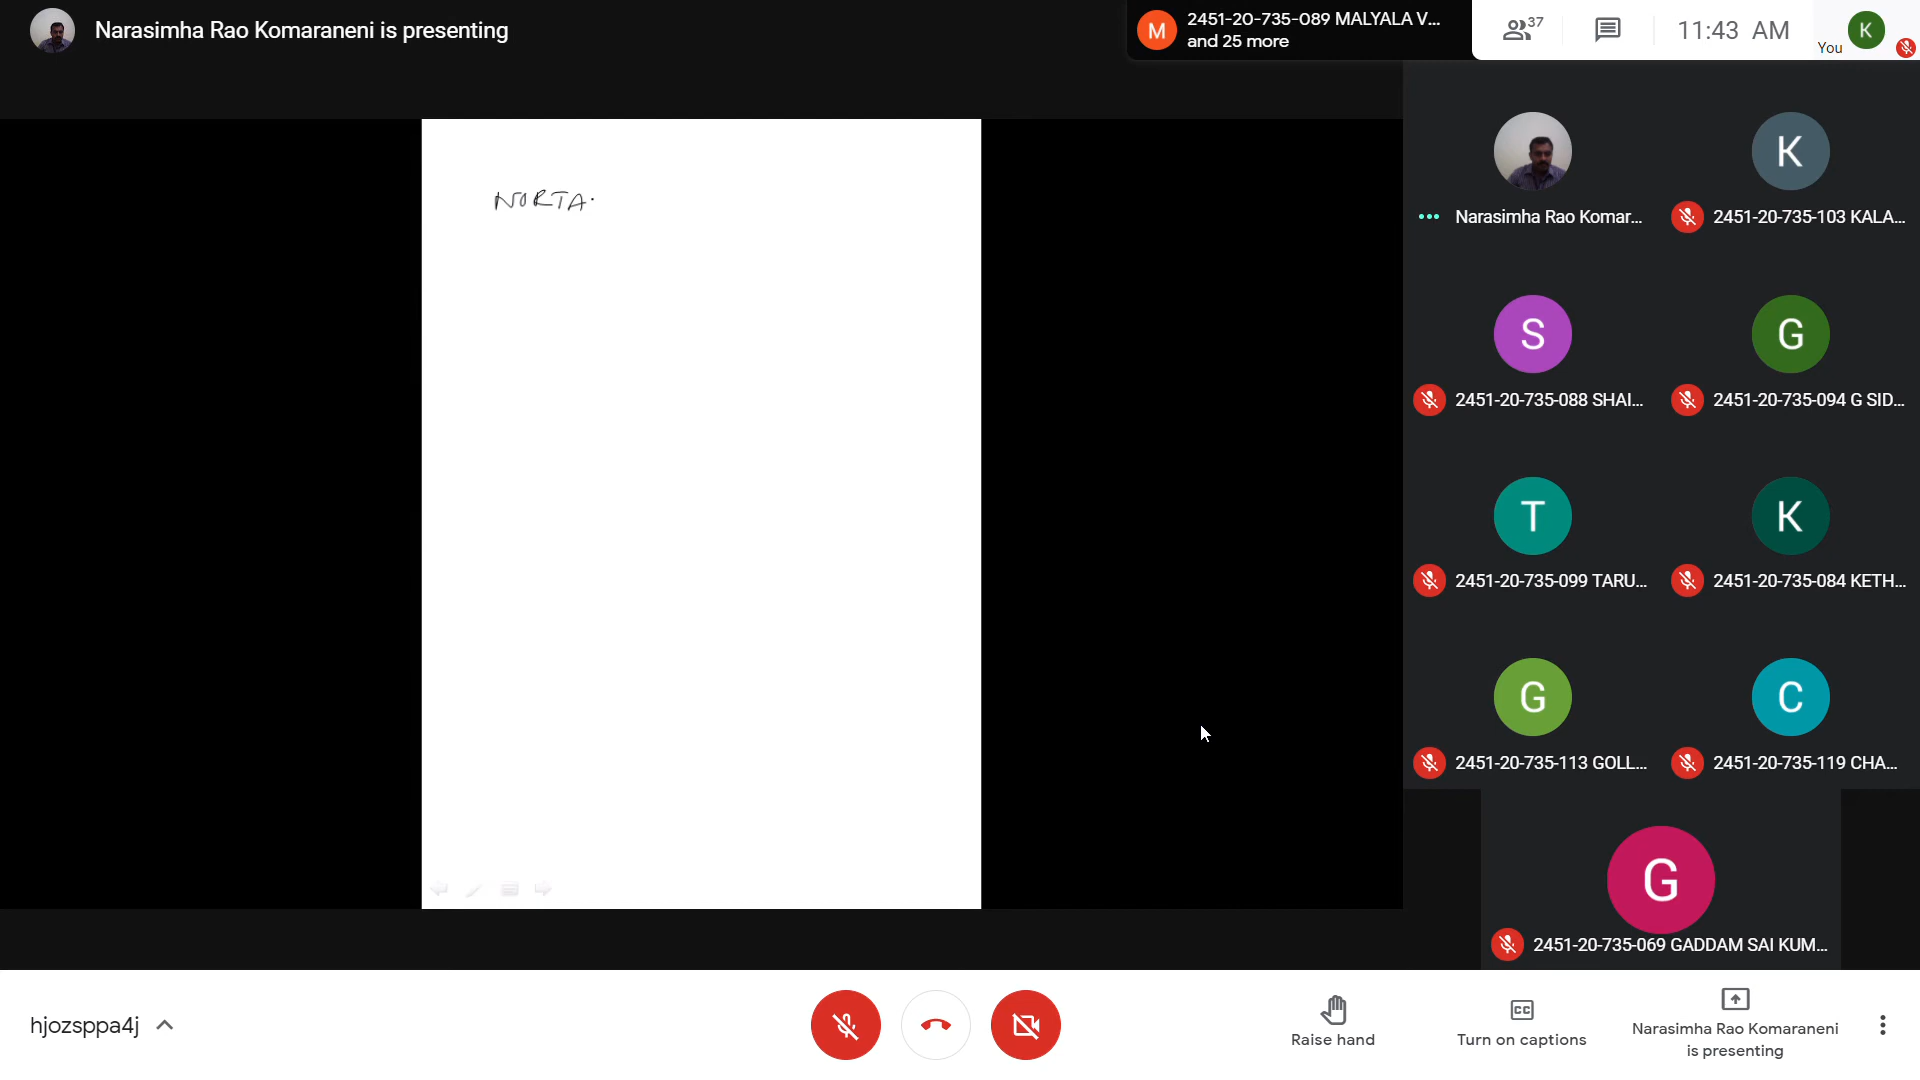 Narasimha Rao Komaraneni is presenting
M
2451-20-735-089 MALYALA V...
and 25 more
37
11:43 AM
You
K
NORTA.
Narasimha Rao Komar...
K
2451-20-735-103 KALA...
S
2451-20-735-088 SHAI...
G
2451-20-735-094 G SID...
T
2451-20-735-099 TARU...
K
2451-20-735-084 KETH...
G
2451-20-735-113 GOLL...
C
2451-20-735-119 CHA...
G
2451-20-735-069 GADDAM SAI KUM...
hjozsppa4j
Raise hand
CC
Turn on captions
Narasimha Rao Komaraneni
is presenting